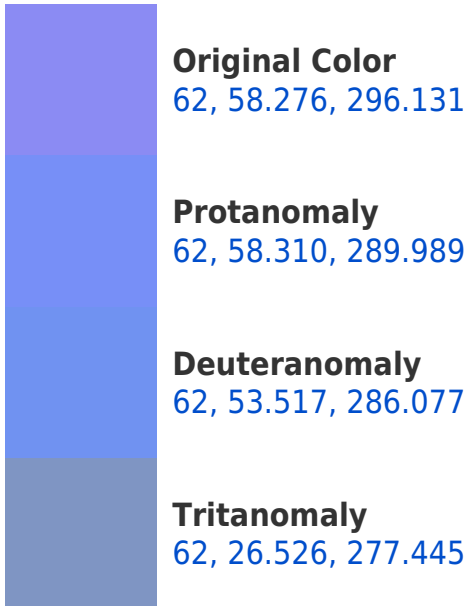 Original Color
62, 58.276, 296.131
Protanomaly
62, 58.310, 289.989
Deuteranomaly
62, 53.517, 286.077
Tritanomaly
62, 26.526, 277.445